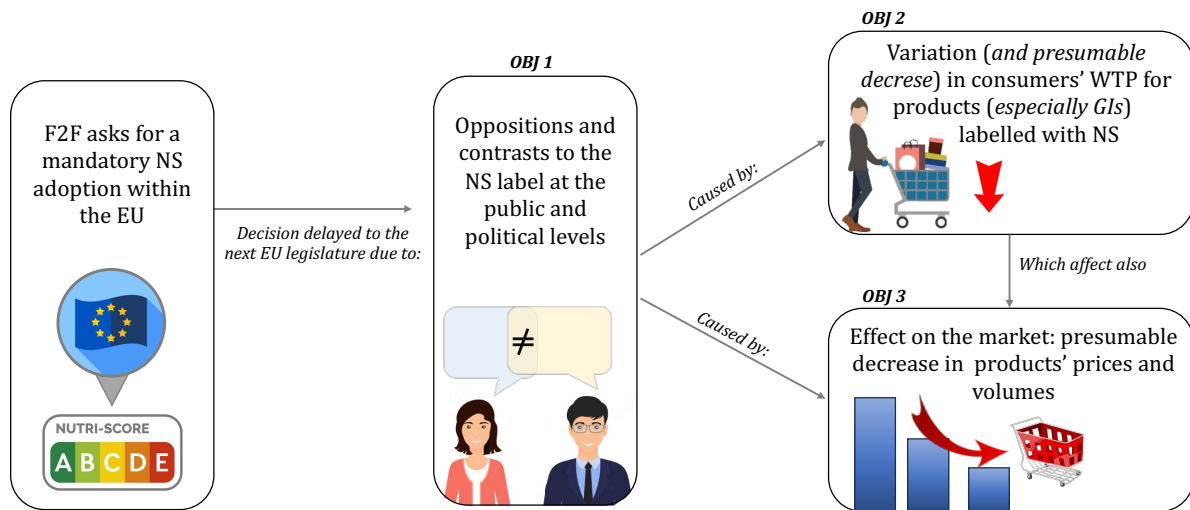 F2F asks for a
mandatory NS
adoption within
the EU
NUTRI-SCORE
A B C D E
Decision delayed to the
next EU legislature due to:
OBJ 1
Oppositions and
contrasts to the
NS label at the
public and
political levels
≠
Caused by:
Caused by:
OBJ 2
Variation (and presumable
decrese) in consumers’ WTP for
products (especially GIs)
labelled with NS
Which affect also
OBJ 3
Effect on the market: presumable
decrease in products’ prices and
volumes